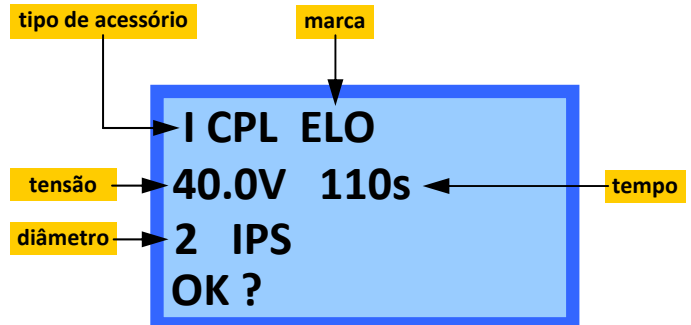 tipo de acessório
marca
I CPL ELO
tensão
40.0V 110s
tempo
diâmetro
2 IPS
OK ?